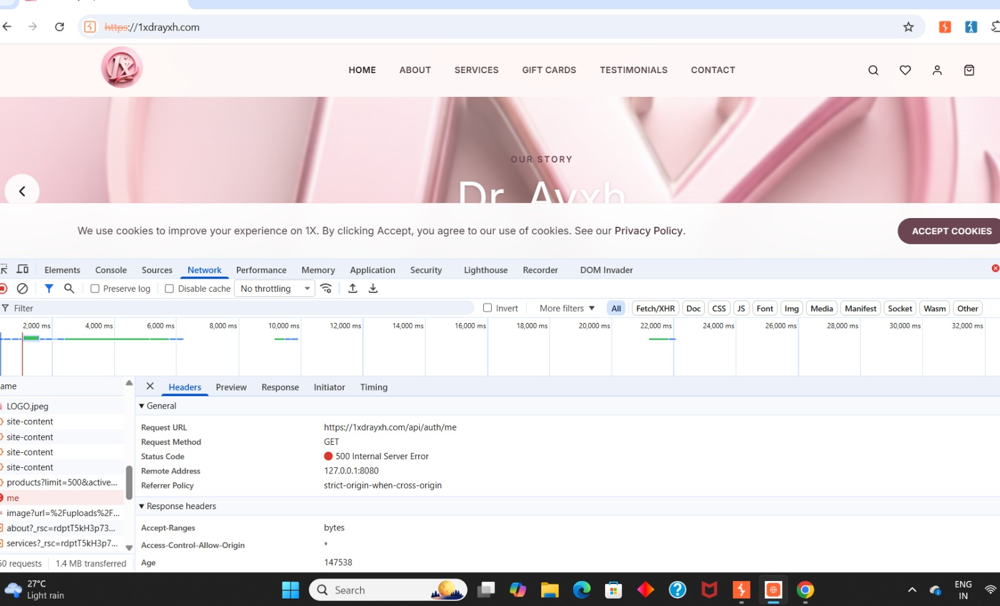 https://1xdrayxh.com
1X
HOME ABOUT SERVICES GIFT CARDS TESTIMONIALS CONTACT
OUR STORY
Dr. Ayxh
We use cookies to improve your experience on 1X. By clicking Accept, you agree to our use of cookies. See our Privacy Policy.
ACCEPT COOKIES
Elements Console Sources Network Performance Memory Application Security Lighthouse Recorder DOM Invader
Preserve log Disable cache No throttling
Filter Invert More filters All Fetch/XHR Doc CSS JS Font Img Media Manifest Socket Wasm Other
2,000 ms 4,000 ms 6,000 ms 8,000 ms 10,000 ms 12,000 ms 14,000 ms 16,000 ms 18,000 ms 20,000 ms 22,000 ms 24,000 ms 26,000 ms 28,000 ms 30,000 ms 32,000 ms
ame
LOGO.jpeg
site-content
site-content
site-content
site-content
products?limit=500&active...
me
image?url=%2Fuploads%2F...
about?_rsc=rdptT5kH3p73...
services?_rsc=rdptT5kH3p7...
60 requests 1.4 MB transferred
Headers Preview Response Initiator Timing
General
Request URL https://1xdrayxh.com/api/auth/me
Request Method GET
Status Code 500 Internal Server Error
Remote Address 127.0.0.1:8080
Referrer Policy strict-origin-when-cross-origin
Response headers
Accept-Ranges bytes
Access-Control-Allow-Origin *
Age 147538
27°C
Light rain
Search
ENG
IN